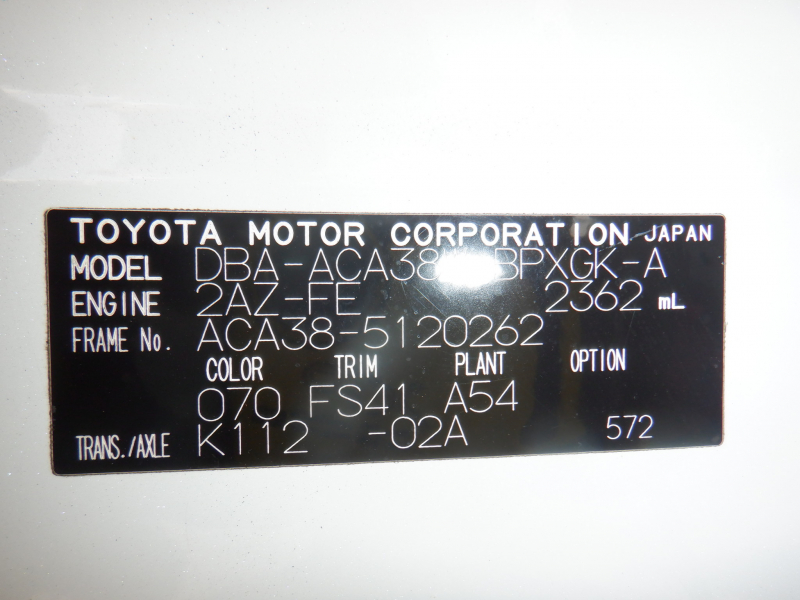 TOYOTA MOTOR CORPORATION JAPAN
MODEL DBA-ACA38 BPXGK-A
ENGINE 2AZ-FE 2362 mL
FRAME No. ACA38-5120262
COLOR TRIM PLANT OPTION
070 FS41 A54
TRANS./AXLE K112 -02A 572